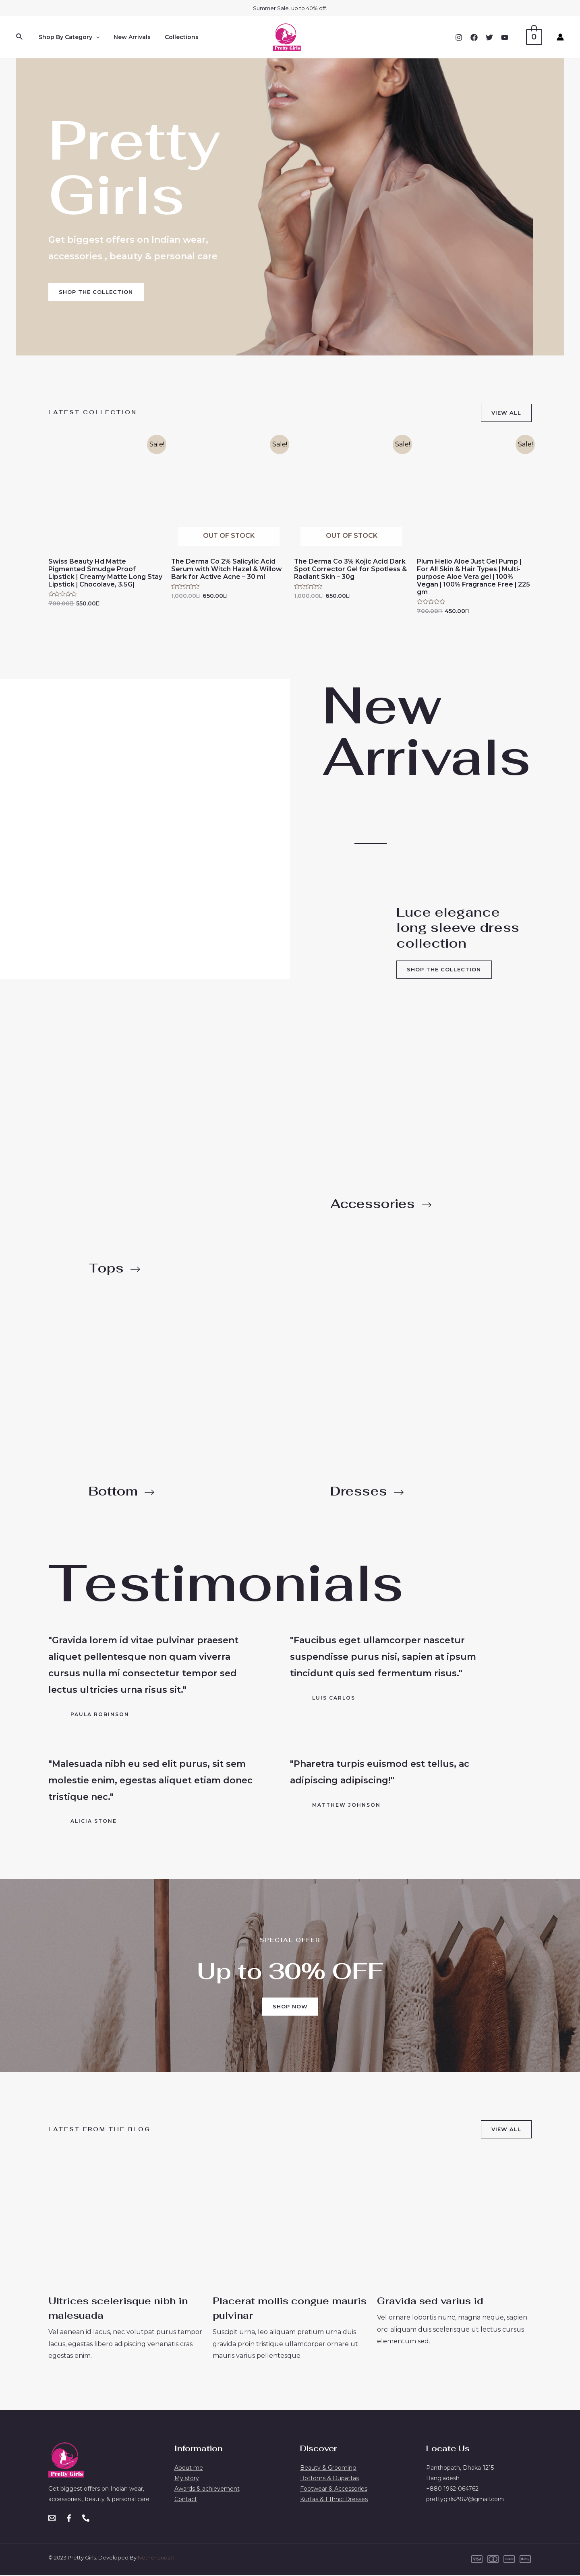 Summer Sale. up to 40% off.
Shop By Category
New Arrivals
Collections
Pretty Girls
0
Pretty
Girls
Get biggest offers on Indian wear,
accessories , beauty & personal care
SHOP THE COLLECTION
LATEST COLLECTION
VIEW ALL
Sale!
Sale!
Sale!
Sale!
OUT OF STOCK
OUT OF STOCK
Swiss Beauty Hd Matte
Pigmented Smudge Proof
Lipstick | Creamy Matte Long Stay
Lipstick | Chocolave, 3.5G|
700.00 550.00
The Derma Co 2% Salicylic Acid
Serum with Witch Hazel & Willow
Bark for Active Acne – 30 ml
1,000.00 650.00
The Derma Co 3% Kojic Acid Dark
Spot Corrector Gel for Spotless &
Radiant Skin – 30g
1,000.00 650.00
Plum Hello Aloe Just Gel Pump |
For All Skin & Hair Types | Multi-
purpose Aloe Vera gel | 100%
Vegan | 100% Fragrance Free | 225
gm
700.00 450.00
New
Arrivals
Luce elegance
long sleeve dress
collection
SHOP THE COLLECTION
Accessories →
Tops →
Bottom →
Dresses →
Testimonials
"Gravida lorem id vitae pulvinar praesent
aliquet pellentesque non quam viverra
cursus nulla mi consectetur tempor sed
lectus ultricies urna risus sit."
PAULA ROBINSON
"Faucibus eget ullamcorper nascetur
suspendisse purus nisi, sapien at ipsum
tincidunt quis sed fermentum risus."
LUIS CARLOS
"Malesuada nibh eu sed elit purus, sit sem
molestie enim, egestas aliquet etiam donec
tristique nec."
ALICIA STONE
"Pharetra turpis euismod est tellus, ac
adipiscing adipiscing!"
MATTHEW JOHNSON
SPECIAL OFFER
Up to 30% OFF
SHOP NOW
LATEST FROM THE BLOG
VIEW ALL
Ultrices scelerisque nibh in
malesuada
Vel aenean id lacus, nec volutpat purus tempor
lacus, egestas libero adipiscing venenatis cras
egestas enim.
Placerat mollis congue mauris
pulvinar
Suscipit urna, leo aliquam pretium urna duis
gravida proin tristique ullamcorper ornare ut
mauris varius pellentesque.
Gravida sed varius id
Vel ornare lobortis nunc, magna neque, sapien
orci aliquam duis scelerisque ut lectus cursus
elementum sed.
Pretty Girls
Get biggest offers on Indian wear,
accessories , beauty & personal care
Information
About me
My story
Awards & achievement
Contact
Discover
Beauty & Grooming
Bottoms & Dupattas
Footwear & Accessories
Kurtas & Ethnic Dresses
Locate Us
Panthopath, Dhaka-1215
Bangladesh
+880 1962-064762
prettygirls2962@gmail.com
© 2023 Pretty Girls. Developed By
VISA